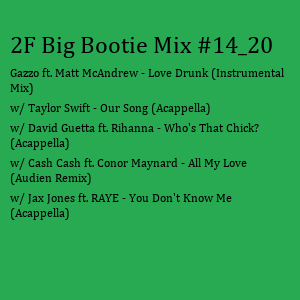 2F Big Bootie Mix #14_20
Gazzo ft. Matt McAndrew - Love Drunk (Instrumental
Mix)
w/ Taylor Swift - Our Song (Acappella)
w/ David Guetta ft. Rihanna - Who's That Chick?
(Acappella)
w/ Cash Cash ft. Conor Maynard - All My Love
(Audien Remix)
w/ Jax Jones ft. RAYE - You Don't Know Me
(Acappella)